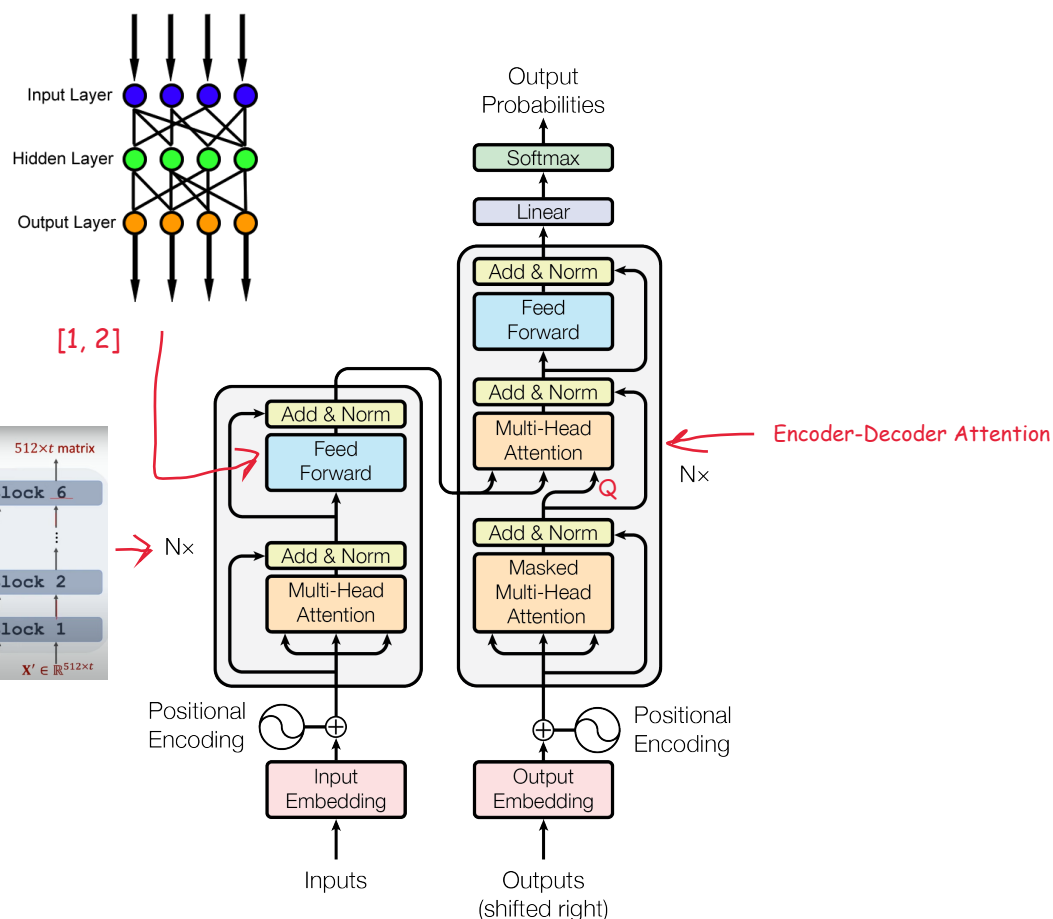 Input Layer
Hidden Layer
Output Layer
[1, 2]
512×t matrix
lock 6
⋮
lock 2
lock 1
X′ ∈ ℝ^512×t
N×
Output
Probabilities
Softmax
Linear
Add & Norm
Feed
Forward
Add & Norm
Multi-Head
Attention
Q
Add & Norm
Masked
Multi-Head
Attention
N×
Encoder-Decoder Attention
Add & Norm
Feed
Forward
Add & Norm
Multi-Head
Attention
Positional
Encoding
Positional
Encoding
Input
Embedding
Output
Embedding
Inputs
Outputs
(shifted right)